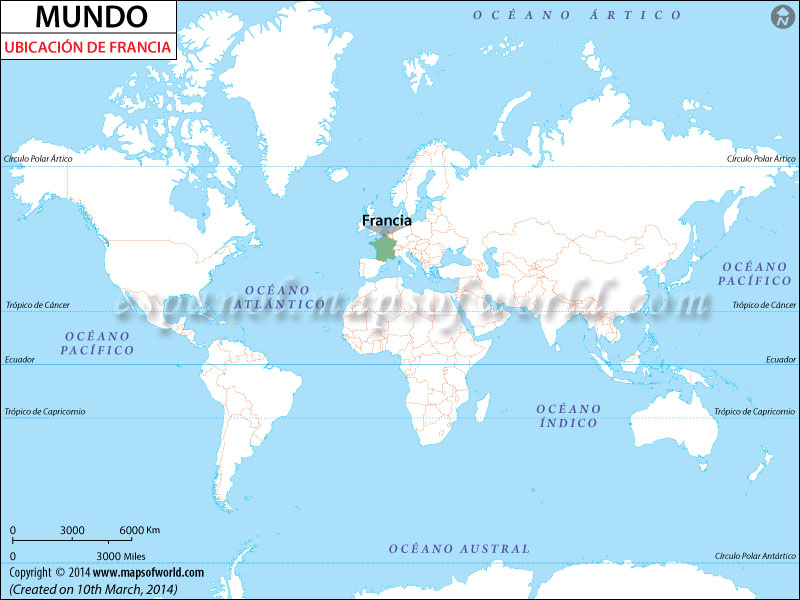 MUNDO
UBICACIÓN DE FRANCIA
OCÉANO ÁRTICO
N
Círculo Polar Ártico
Círculo Polar Ártico
Francia
OCÉANO
ATLÁNTICO
OCÉANO
PACÍFICO
espanol.mapsofworld.com
Trópico de Cáncer
Trópico de Cáncer
OCÉANO
PACÍFICO
Ecuador
Ecuador
Trópico de Capricornio
OCÉANO
ÍNDICO
Trópico de Capricornio
0 3000 6000 Km
0 3000 Miles
OCÉANO AUSTRAL
Círculo Polar Antártico
Copyright © 2014 www.mapsofworld.com
(Created on 10th March, 2014)